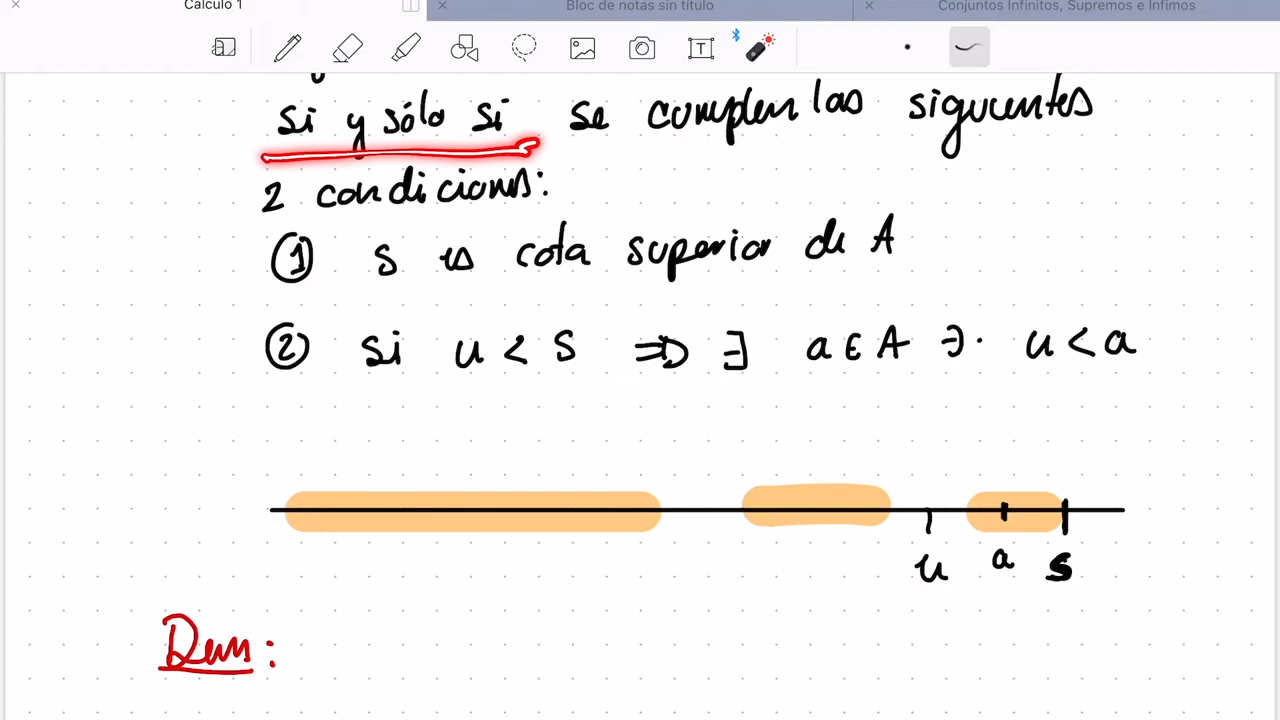 Calculo 1
Bloc de notas sin título
Conjuntos Infinitos, Supremos e Infimos
si y sólo si se cumplen las siguientes
2 condiciones:
① s es cota superior de A
② si u < s ⇒ ∃ a ∈ A ∋· u < a
u a s
Dem: